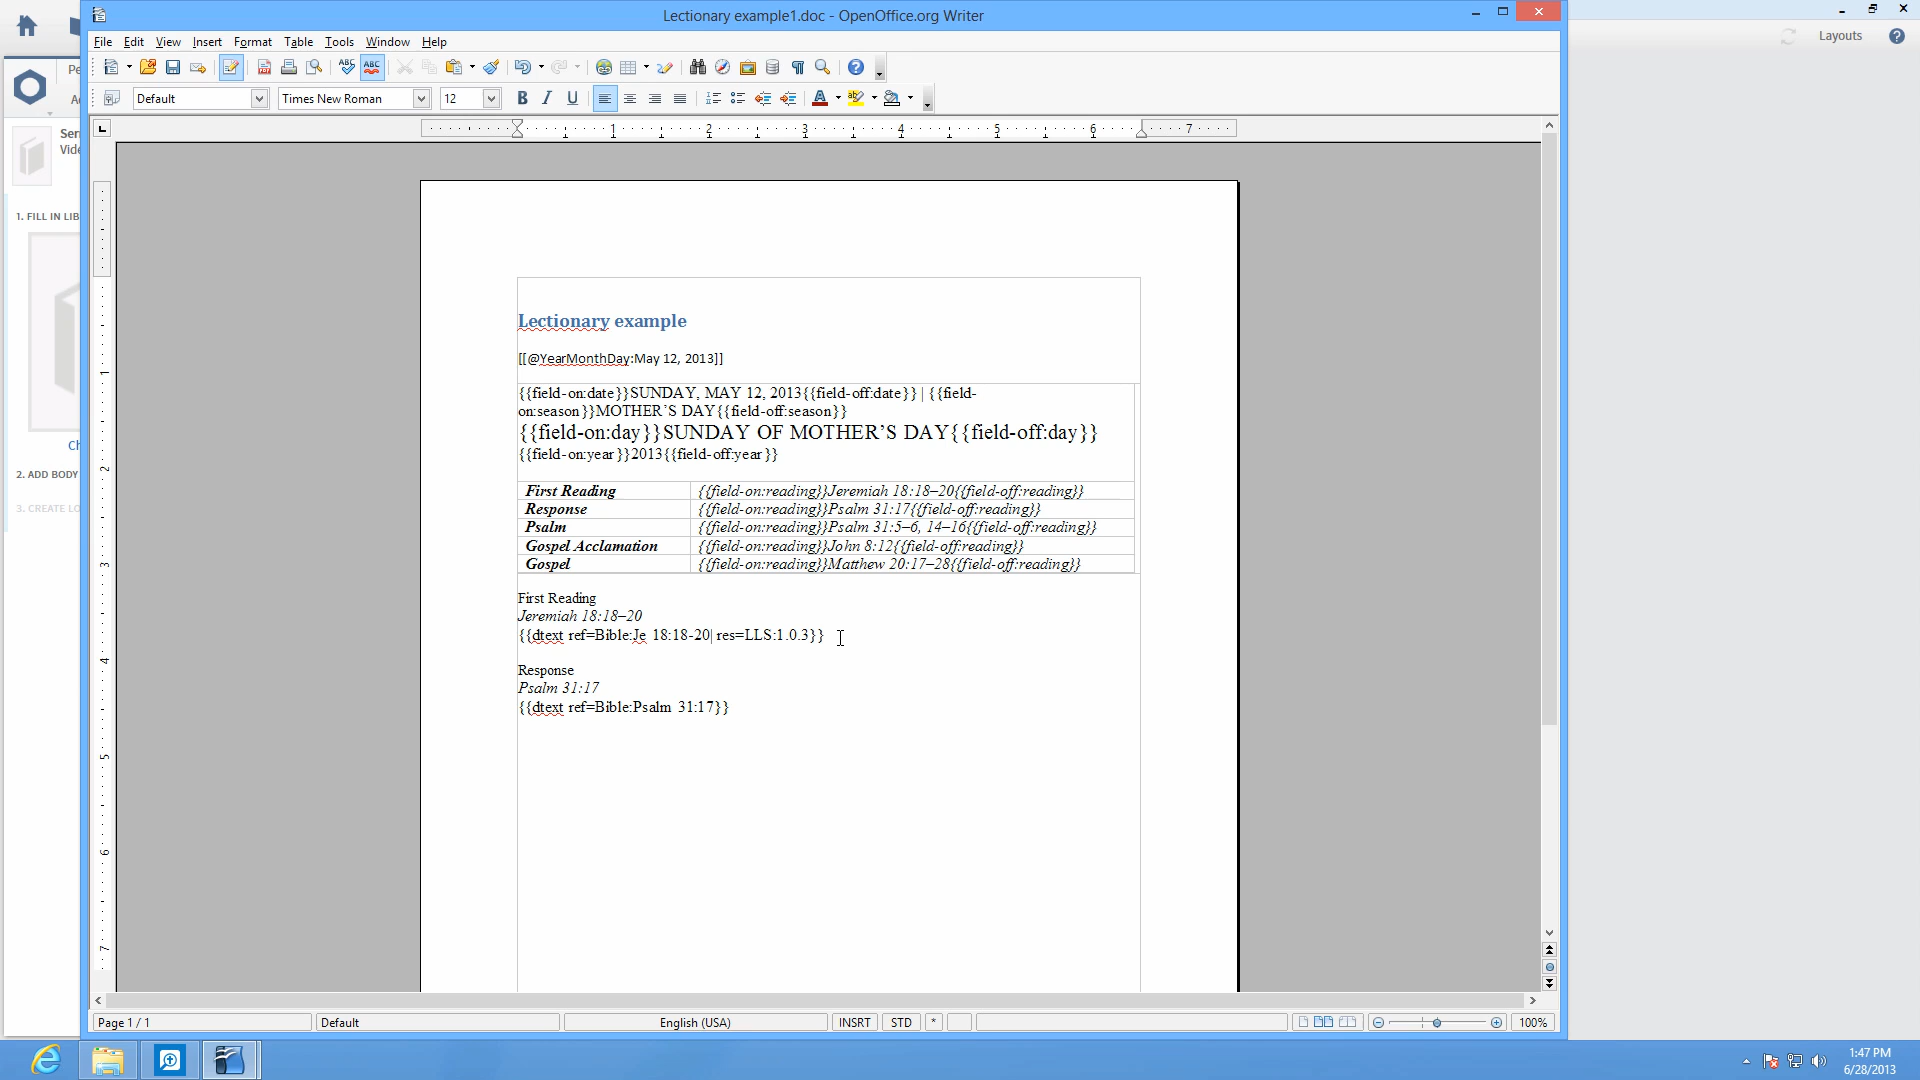 Lectionary example1.doc - OpenOffice.org Writer
Layouts
File Edit View Insert Format Table Tools Window Help
Default
Times New Roman
12
1 2 3 4 5 6 7
1. FILL IN LIB
2. ADD BODY
3. CREATE LO
Lectionary example
[[@YearMonthDay:May 12, 2013]]
{{field-on:date}}SUNDAY, MAY 12, 2013{{field-off:date}} | {{field-
on:season}}MOTHER’S DAY{{field-off:season}}
{{field-on:day}}SUNDAY OF MOTHER’S DAY{{field-off:day}}
{{field-on:year}}2013{{field-off:year}}
First Reading {{field-on:reading}}Jeremiah 18:18–20{{field-off:reading}}
Response {{field-on:reading}}Psalm 31:17{{field-off:reading}}
Psalm {{field-on:reading}}Psalm 31:5–6, 14–16{{field-off:reading}}
Gospel Acclamation {{field-on:reading}}John 8:12{{field-off:reading}}
Gospel {{field-on:reading}}Matthew 20:17–28{{field-off:reading}}
First Reading
Jeremiah 18:18–20
{{dtext ref=Bible:Je 18:18-20| res=LLS:1.0.3}}
Response
Psalm 31:17
{{dtext ref=Bible:Psalm 31:17}}
Page 1 / 1
Default
English (USA)
INSRT
STD
*
100%
1:47 PM
6/28/2013